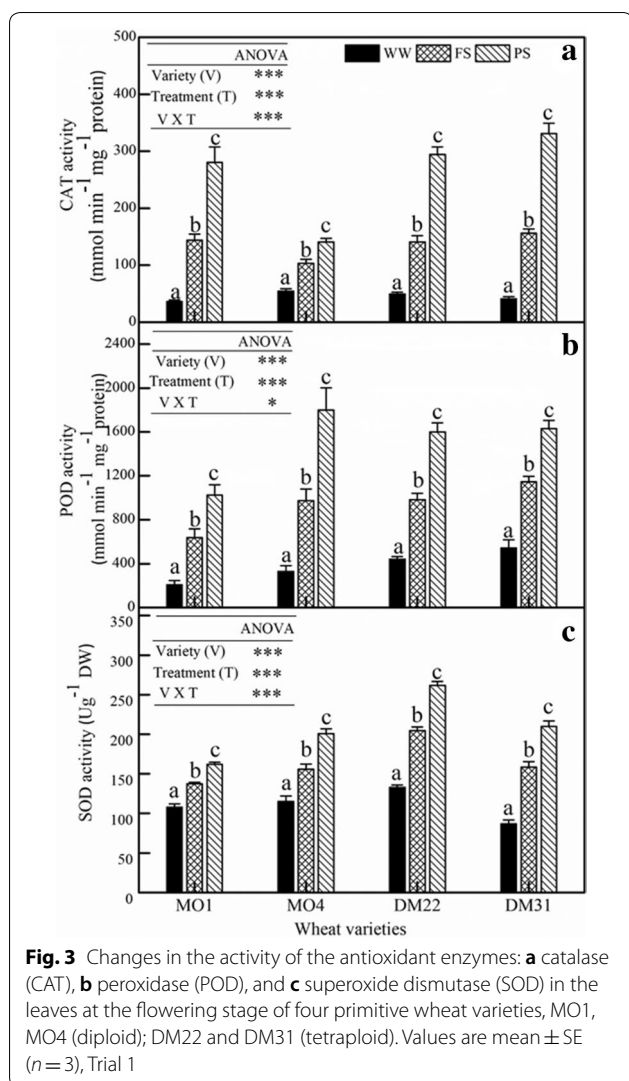 500
400
300
200
100
0
CAT activity
(mmol min⁻¹ mg⁻¹ protein)
ANOVA
Variety (V) ***
Treatment (T) ***
V X T ***
WW FS PS
a
a b c
a b c
a b c
a b c
2400
2000
1600
1200
800
400
0
POD activity
(mmol min⁻¹ mg⁻¹ protein)
ANOVA
Variety (V) ***
Treatment (T) ***
V X T *
b
a b c
a b c
a b c
a b c
350
300
250
200
150
100
50
0
SOD activity (Ug⁻¹ DW)
ANOVA
Variety (V) ***
Treatment (T) ***
V X T ***
c
a b c
a b c
a b c
a b c
MO1 MO4 DM22 DM31
Wheat varieties
Fig. 3 Changes in the activity of the antioxidant enzymes: a catalase
(CAT), b peroxidase (POD), and c superoxide dismutase (SOD) in the
leaves at the flowering stage of four primitive wheat varieties, MO1,
MO4 (diploid); DM22 and DM31 (tetraploid). Values are mean ± SE
(n = 3), Trial 1